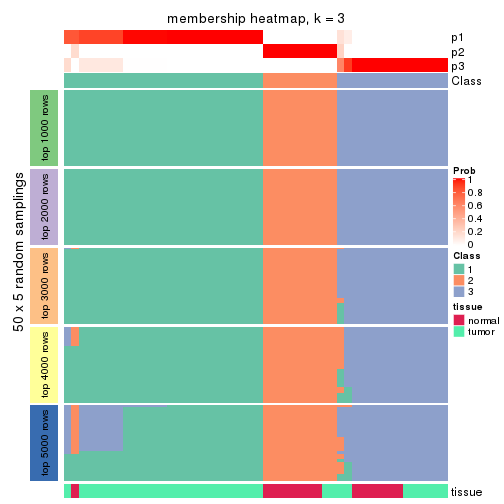 membership heatmap, k = 3
p1
p2
p3
Class
50 x 5 random samplings
top 1000 rows
top 2000 rows
top 3000 rows
top 4000 rows
top 5000 rows
tissue
Prob
1
0.8
0.6
0.4
0.2
0
Class
1
2
3
tissue
normal
tumor